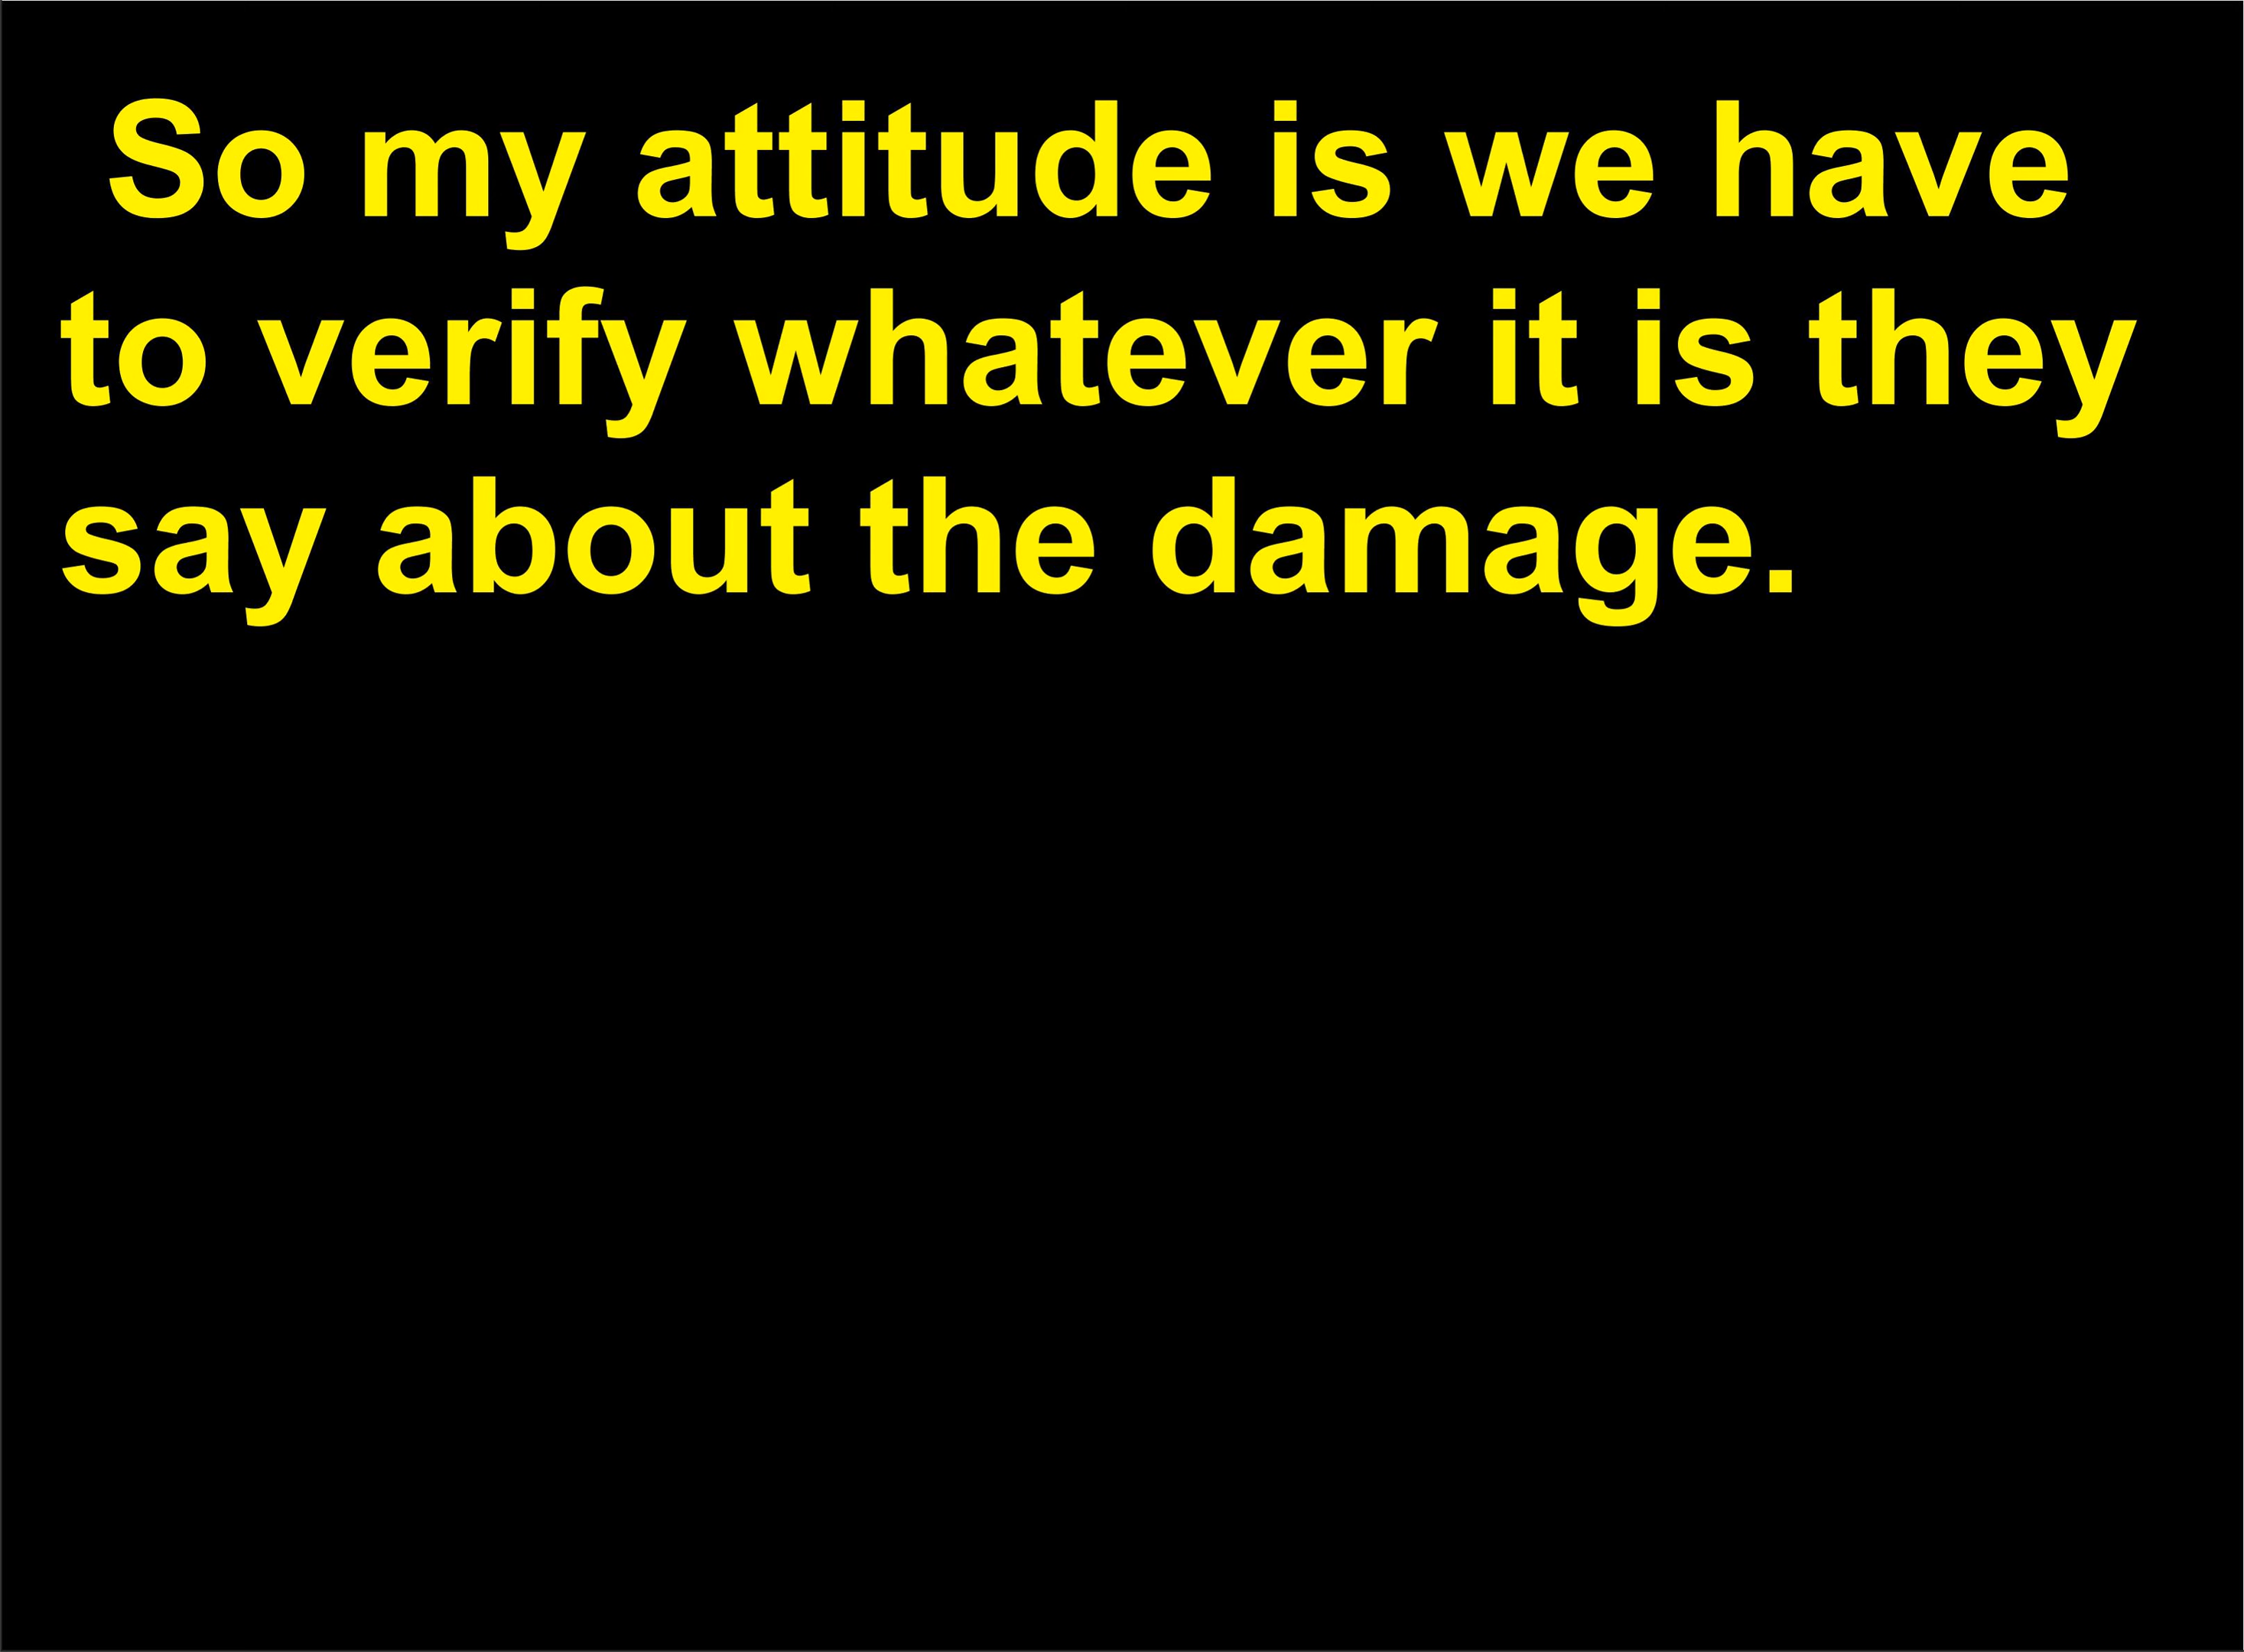 So my attitude is we have
to verify whatever it is they
say about the damage.